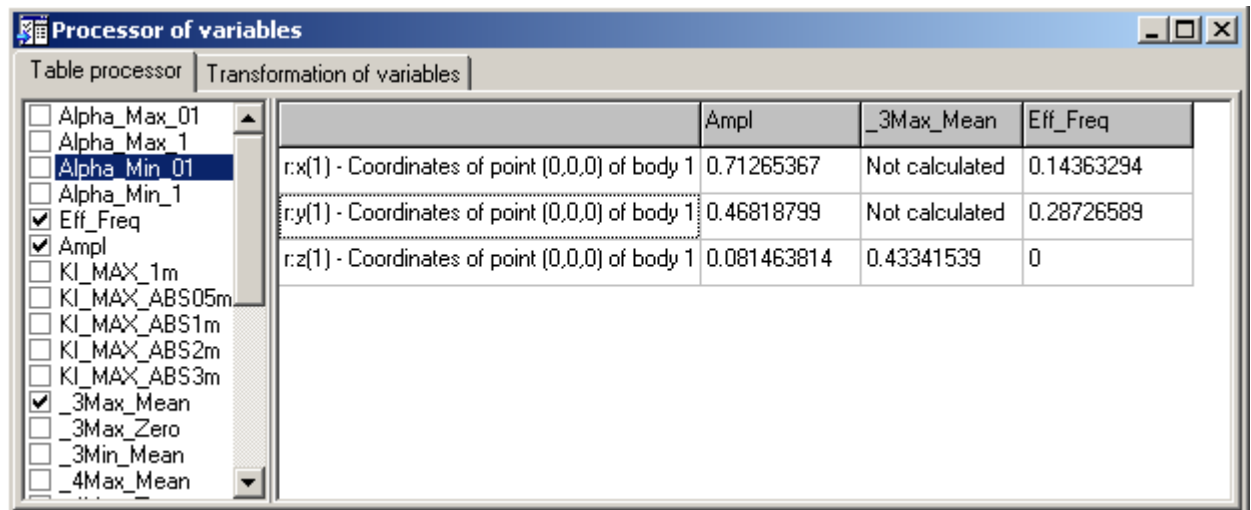 Processor of variables
Table processor
Transformation of variables
Alpha_Max_01
Alpha_Max_1
Alpha_Min_01
Alpha_Min_1
Eff_Freq
Ampl
KI_MAX_1m
KI_MAX_ABS05m
KI_MAX_ABS1m
KI_MAX_ABS2m
KI_MAX_ABS3m
_3Max_Mean
_3Max_Zero
_3Min_Mean
_4Max_Mean
Ampl _3Max_Mean Eff_Freq
r:x(1) - Coordinates of point (0,0,0) of body 1 0.71265367 Not calculated 0.14363294
r:y(1) - Coordinates of point (0,0,0) of body 1 0.46818799 Not calculated 0.28726589
r:z(1) - Coordinates of point (0,0,0) of body 1 0.081463814 0.43341539 0